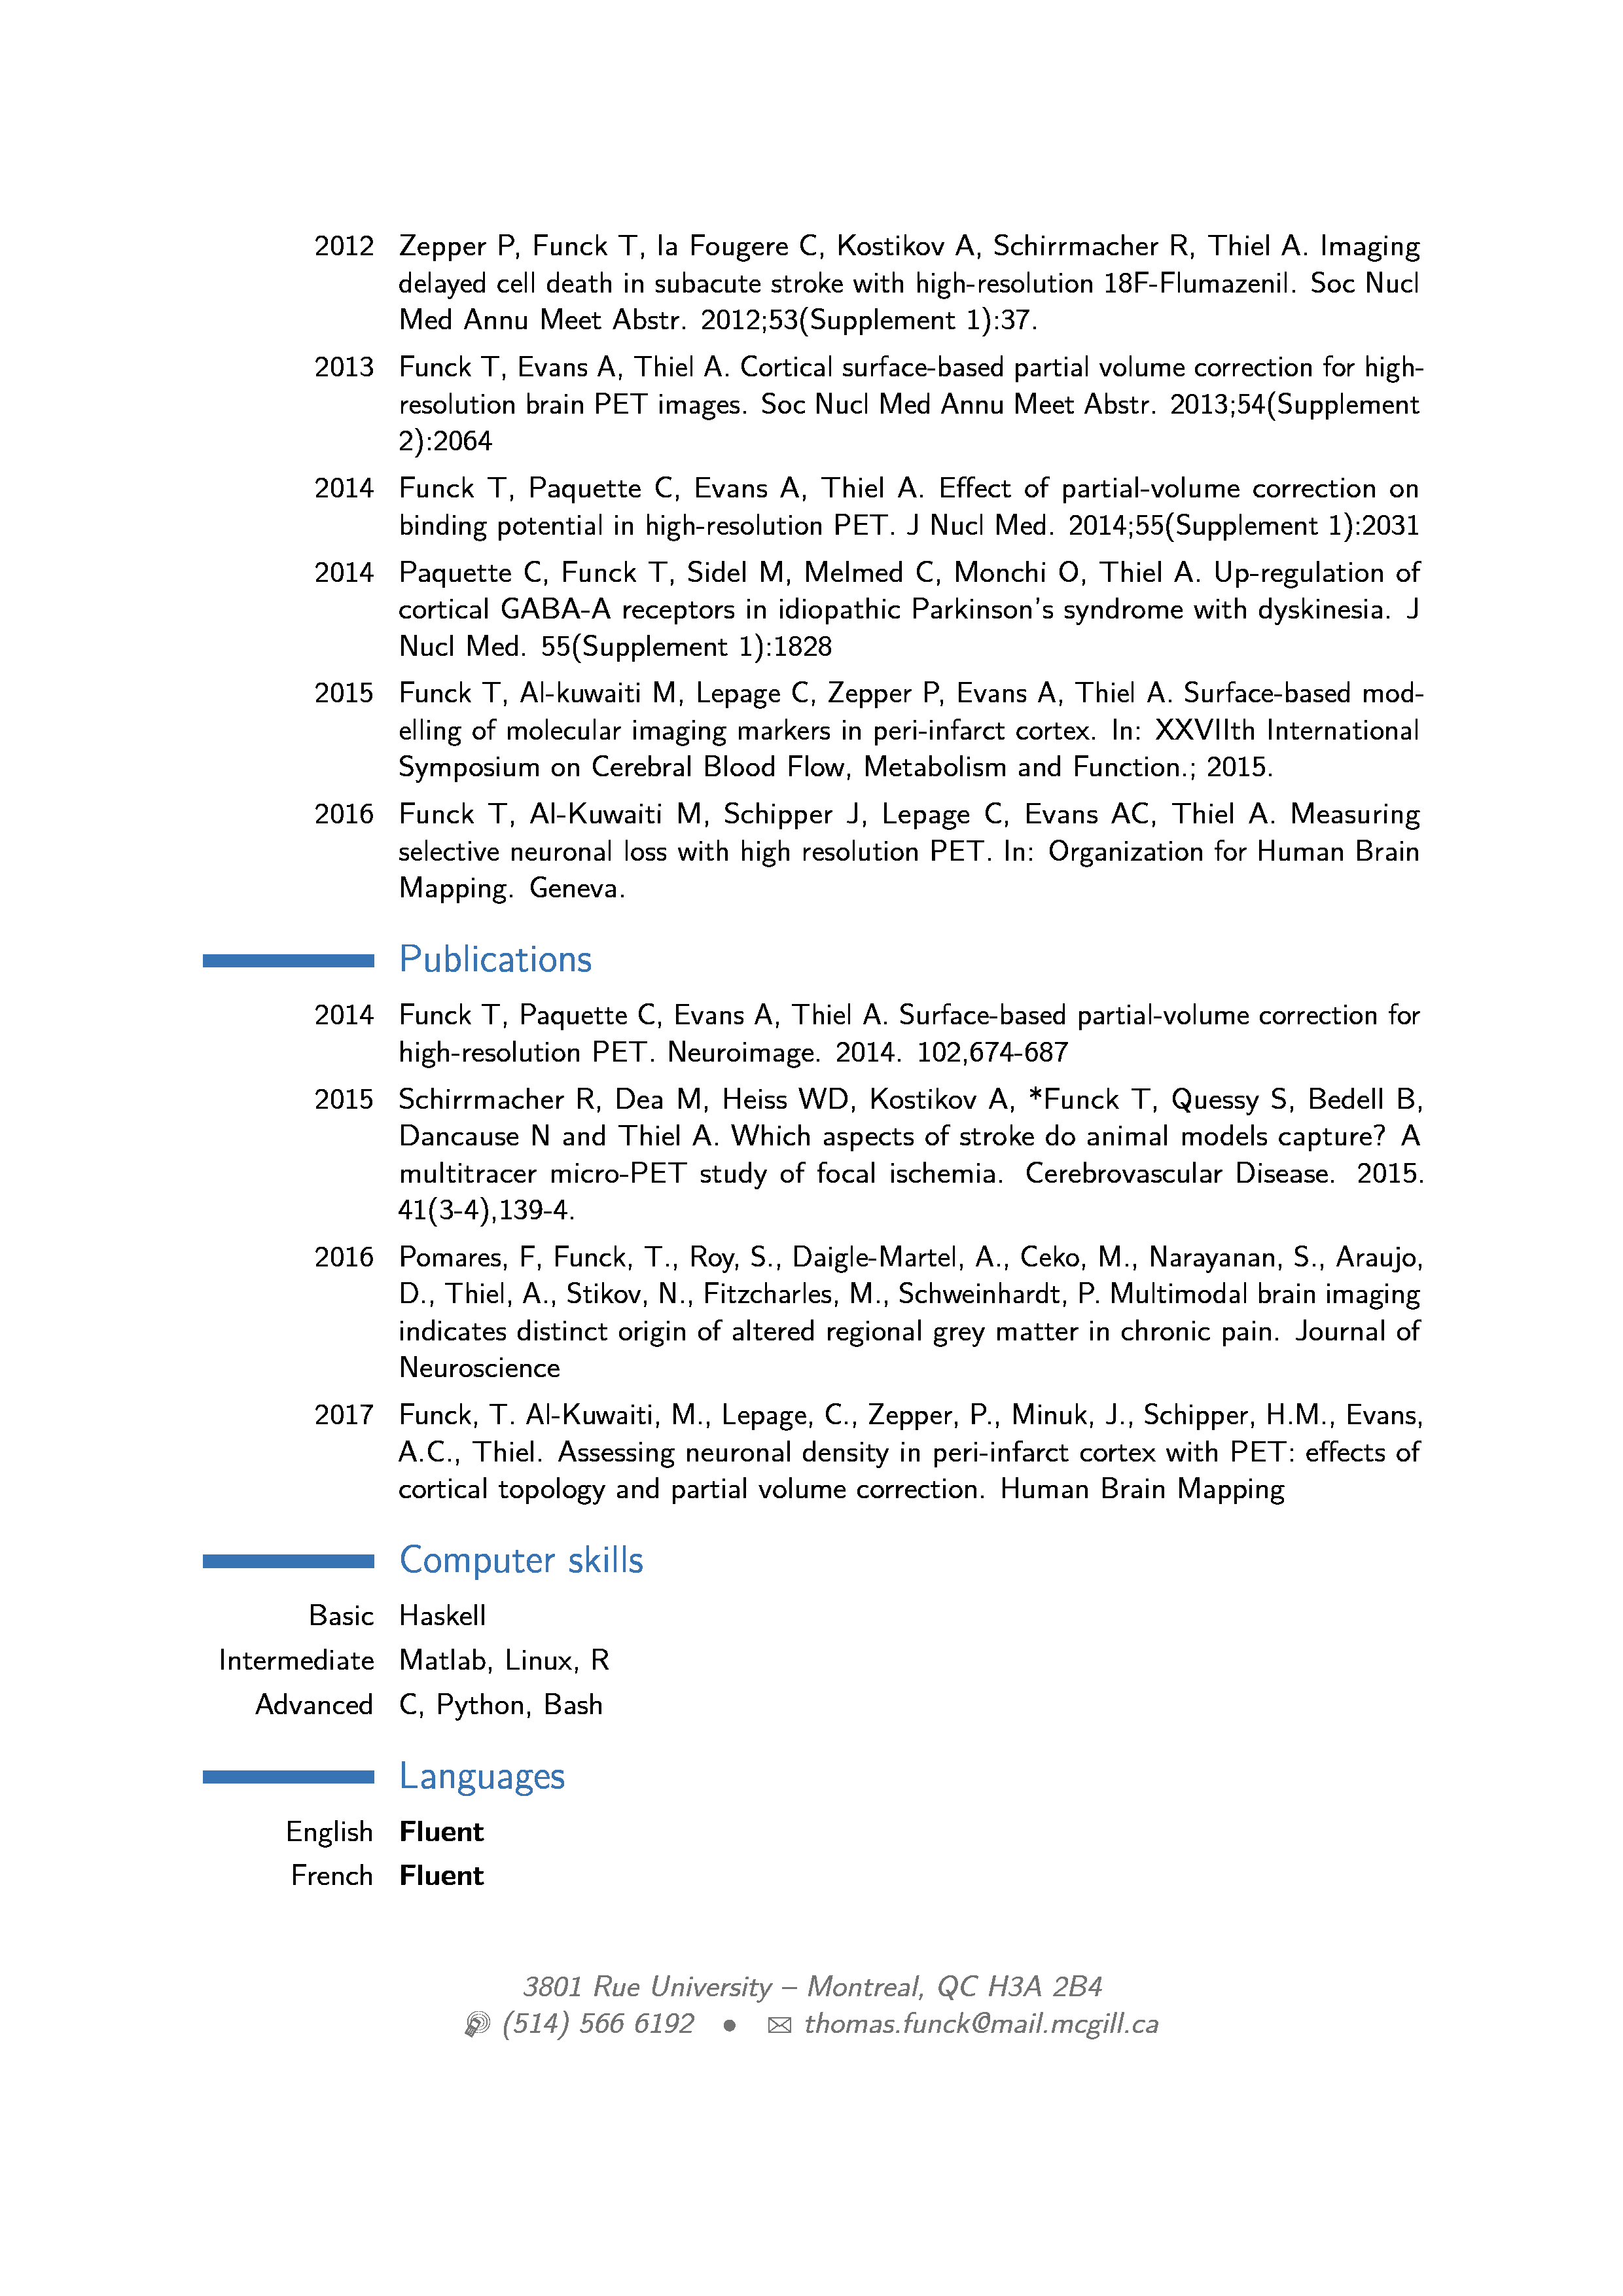 2012 Zepper P, Funck T, la Fougere C, Kostikov A, Schirrmacher R, Thiel A. Imaging
delayed cell death in subacute stroke with high-resolution 18F-Flumazenil. Soc Nucl
Med Annu Meet Abstr. 2012;53(Supplement 1):37.
2013 Funck T, Evans A, Thiel A. Cortical surface-based partial volume correction for high-
resolution brain PET images. Soc Nucl Med Annu Meet Abstr. 2013;54(Supplement
2):2064
2014 Funck T, Paquette C, Evans A, Thiel A. Effect of partial-volume correction on
binding potential in high-resolution PET. J Nucl Med. 2014;55(Supplement 1):2031
2014 Paquette C, Funck T, Sidel M, Melmed C, Monchi O, Thiel A. Up-regulation of
cortical GABA-A receptors in idiopathic Parkinson's syndrome with dyskinesia. J
Nucl Med. 55(Supplement 1):1828
2015 Funck T, Al-kuwaiti M, Lepage C, Zepper P, Evans A, Thiel A. Surface-based mod-
elling of molecular imaging markers in peri-infarct cortex. In: XXVIIth International
Symposium on Cerebral Blood Flow, Metabolism and Function.; 2015.
2016 Funck T, Al-Kuwaiti M, Schipper J, Lepage C, Evans AC, Thiel A. Measuring
selective neuronal loss with high resolution PET. In: Organization for Human Brain
Mapping. Geneva.
Publications
2014 Funck T, Paquette C, Evans A, Thiel A. Surface-based partial-volume correction for
high-resolution PET. Neuroimage. 2014. 102,674-687
2015 Schirrmacher R, Dea M, Heiss WD, Kostikov A, *Funck T, Quessy S, Bedell B,
Dancause N and Thiel A. Which aspects of stroke do animal models capture? A
multitracer micro-PET study of focal ischemia. Cerebrovascular Disease. 2015.
41(3-4),139-4.
2016 Pomares, F, Funck, T., Roy, S., Daigle-Martel, A., Ceko, M., Narayanan, S., Araujo,
D., Thiel, A., Stikov, N., Fitzcharles, M., Schweinhardt, P. Multimodal brain imaging
indicates distinct origin of altered regional grey matter in chronic pain. Journal of
Neuroscience
2017 Funck, T. Al-Kuwaiti, M., Lepage, C., Zepper, P., Minuk, J., Schipper, H.M., Evans,
A.C., Thiel. Assessing neuronal density in peri-infarct cortex with PET: effects of
cortical topology and partial volume correction. Human Brain Mapping
Computer skills
Basic Haskell
Intermediate Matlab, Linux, R
Advanced C, Python, Bash
Languages
English Fluent
French Fluent
3801 Rue University – Montreal, QC H3A 2B4
(514) 566 6192 • thomas.funck@mail.mcgill.ca